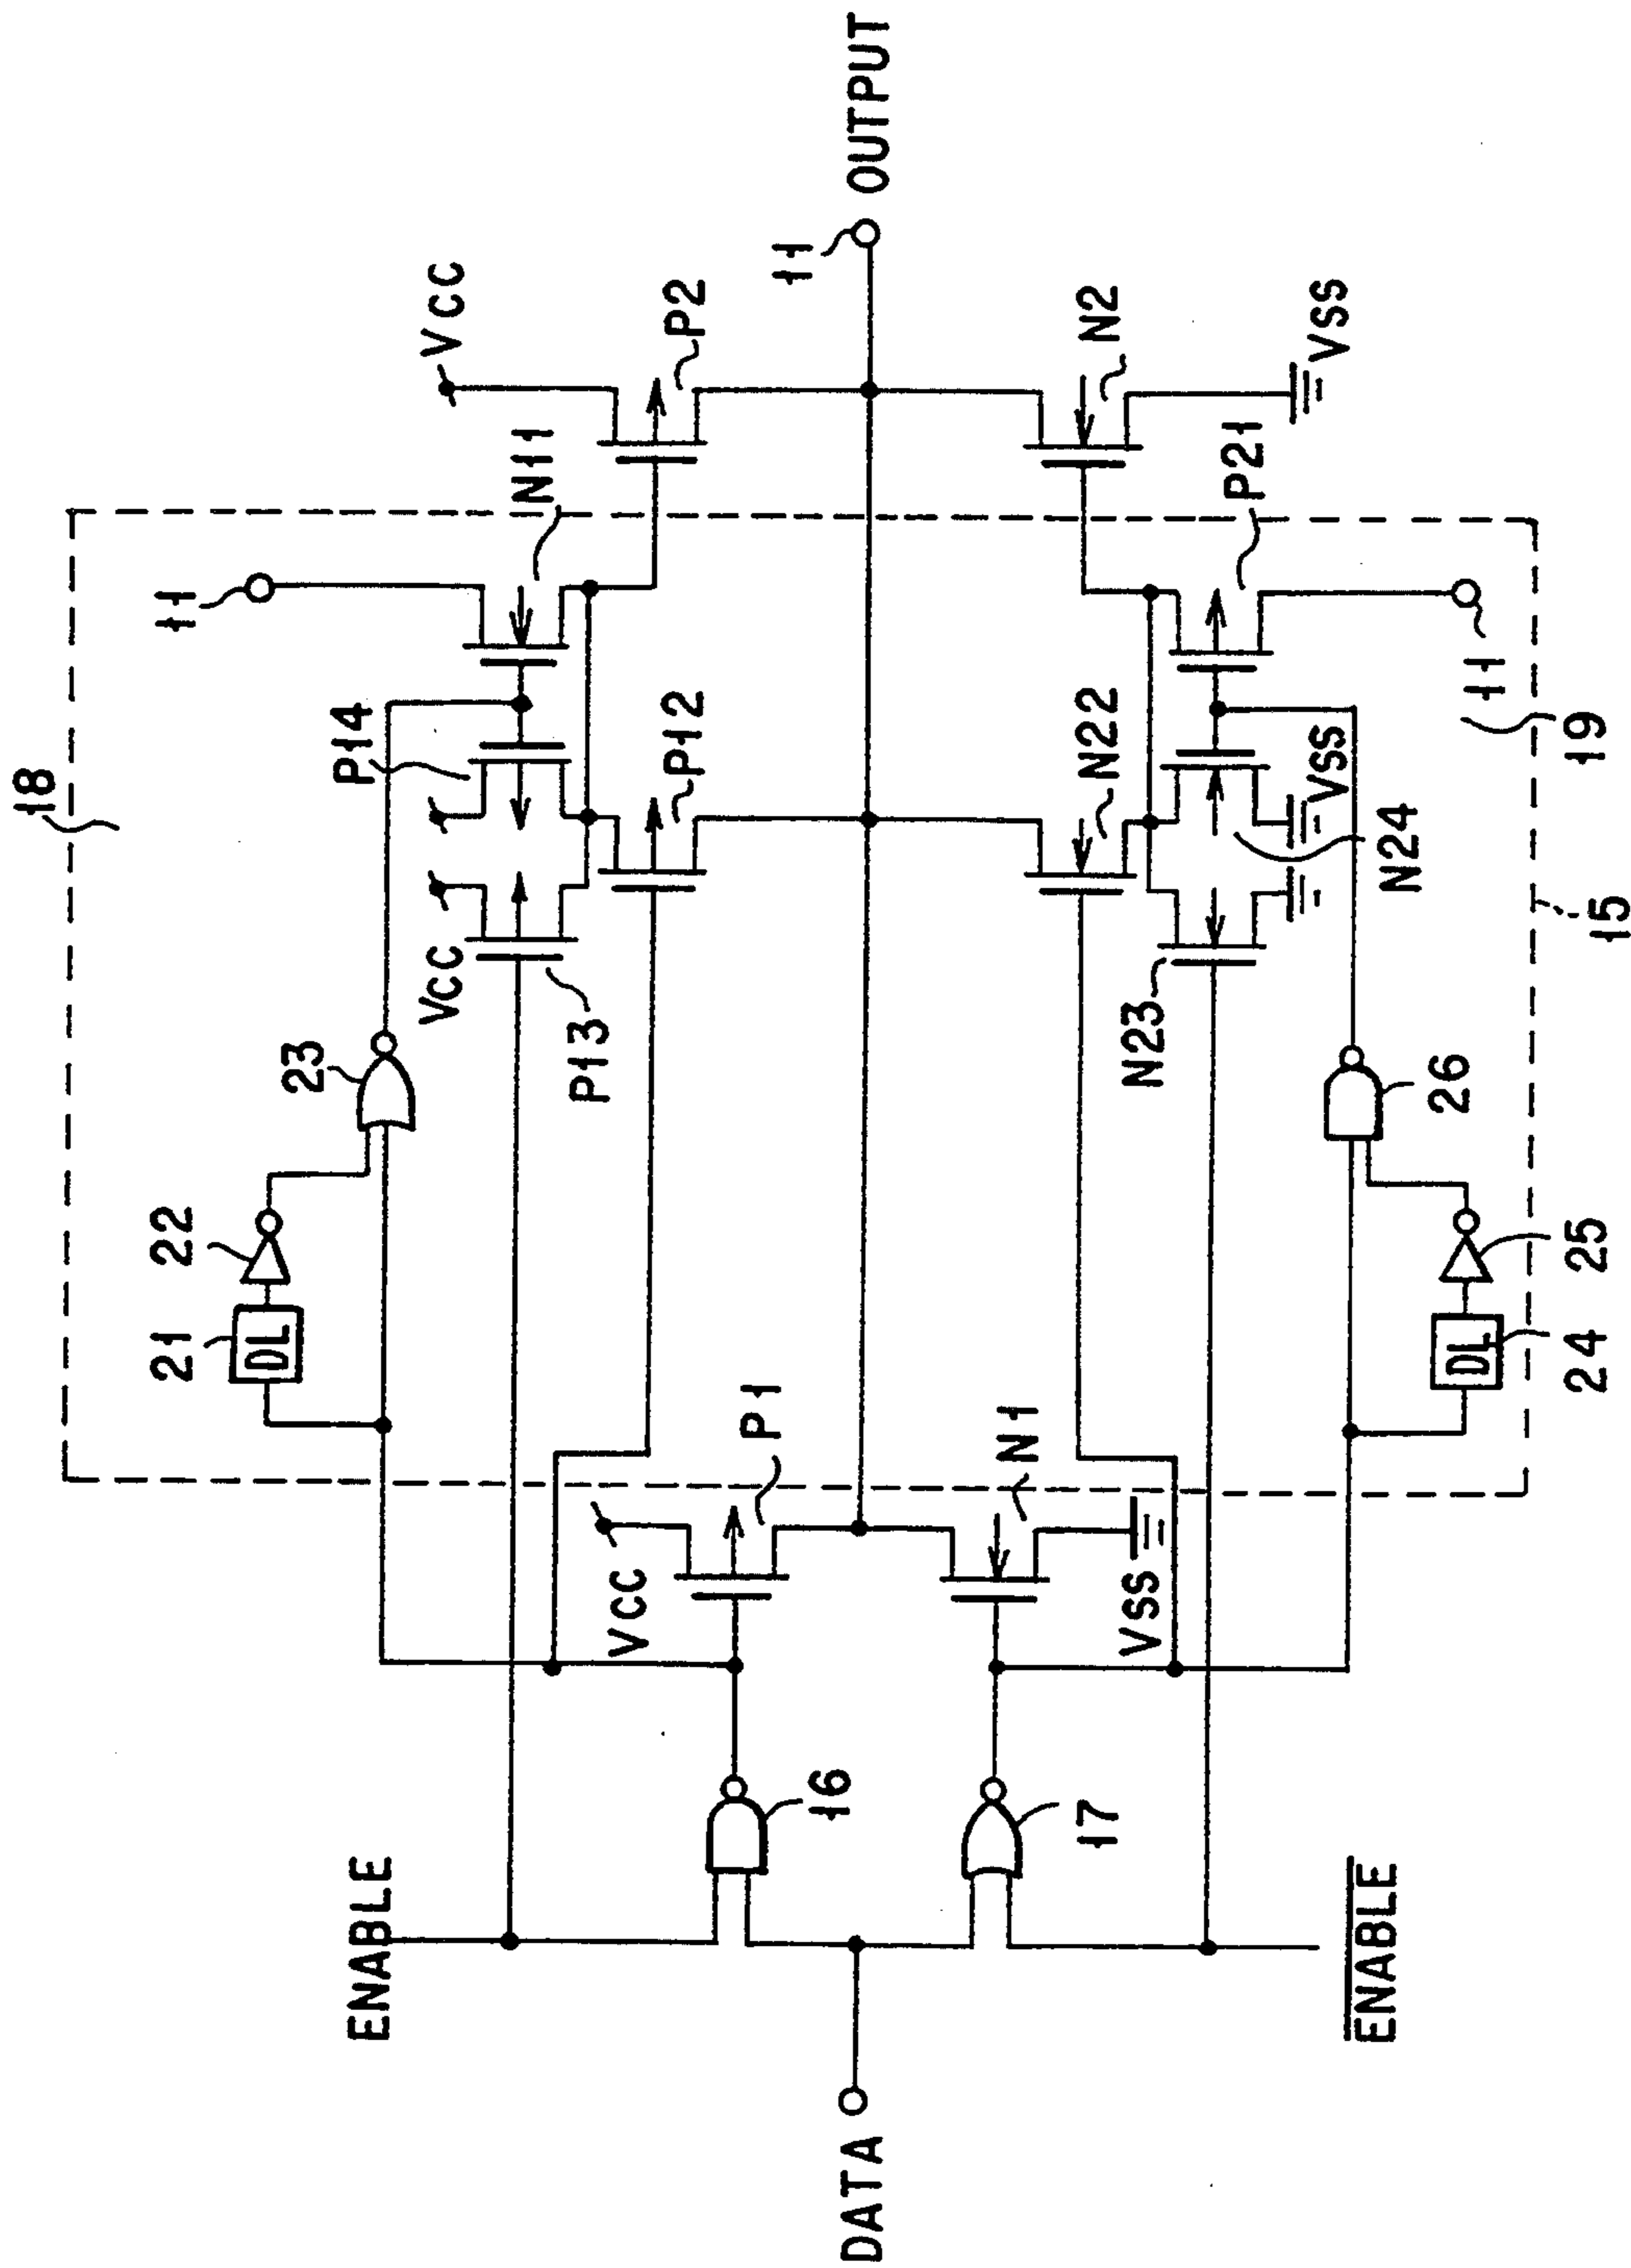 18
11
N11
VCC
P14
P2
P12
VCC
P13
23
22
21
DL
P1
VCC
ENABLE
16
DATA
17
ENABLE
N1
VSS
11
OUTPUT
N22
N2
VSS
P21
N23
N24
VSS
11
19
15
26
25
DL
24